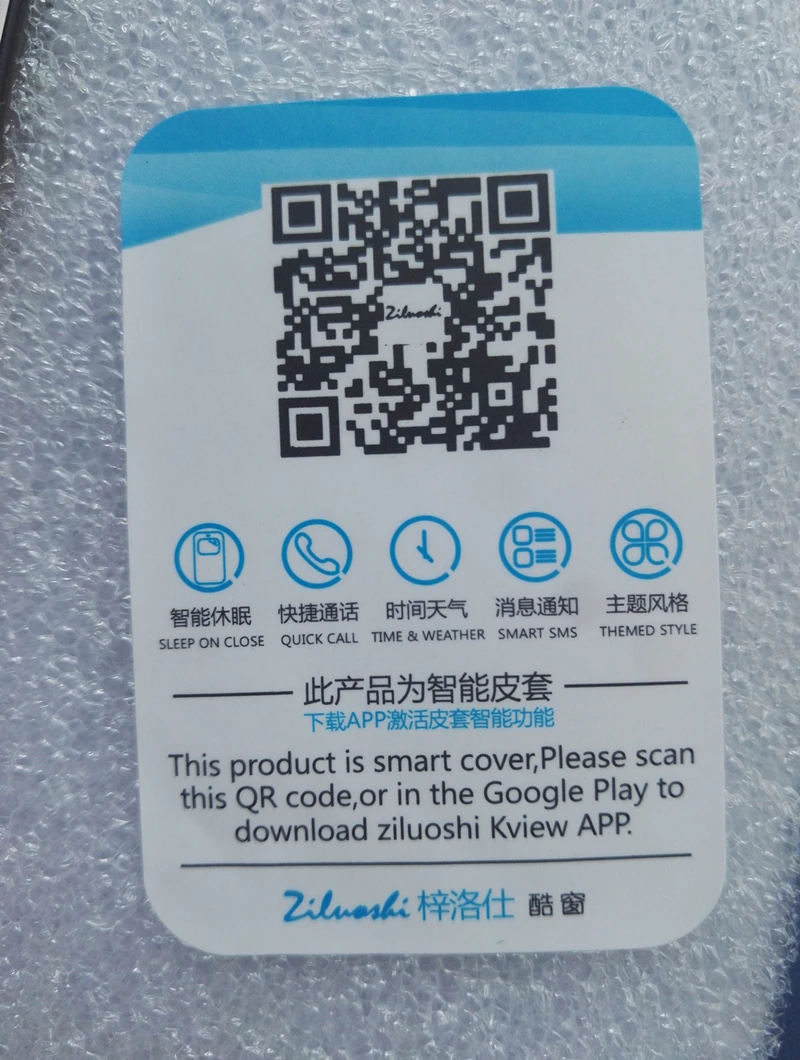 Ziluoshi
智能休眠 快捷通话 时间天气 消息通知 主题风格
SLEEP ON CLOSE QUICK CALL TIME & WEATHER SMART SMS THEMED STYLE
此产品为智能皮套
下载APP激活皮套智能功能
This product is smart cover,Please scan
this QR code,or in the Google Play to
download ziluoshi Kview APP.
Ziluoshi 梓洛仕 酷窗